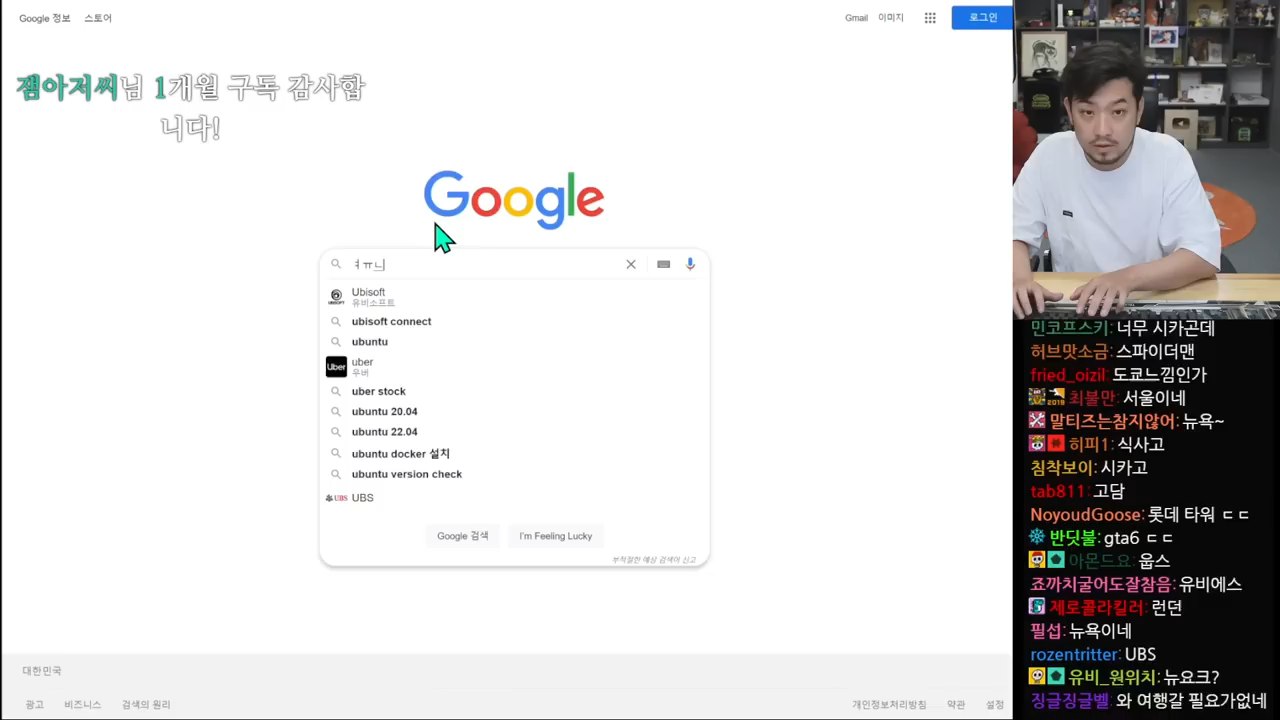 Google 정보 스토어
Gmail 이미지 로그인
잼아저씨님 1개월 구독 감사합
니다!
Google
ㅕㅠㄴ|
Ubisoft
유비소프트
ubisoft connect
ubuntu
Uber uber
우버
uber stock
ubuntu 20.04
ubuntu 22.04
ubuntu docker 설치
ubuntu version check
UBS UBS
Google 검색 I'm Feeling Lucky
부적절한 예상 검색어 신고
대한민국
광고 비즈니스 검색의 원리
개인정보처리방침 약관 설정
민코프스키: 너무 시카곤데
허브맛소금: 스파이더맨
fried_oizil: 도쿄느낌인가
최불만: 서울이네
말티즈는참지않어: 뉴욕~
히피1: 식사고
침착보이: 시카고
tab811: 고담
NoyoudGoose: 롯데 타워 ㄷㄷ
반딧불: gta6 ㄷㄷ
아몬드요: 웁스
죠까치굴어도잘참음: 유비에스
제로콜라킬러: 런던
필섭: 뉴욕이네
rozentritter: UBS
유비_원위치: 뉴요크?
징글징글벨: 와 여행갈 필요가없네